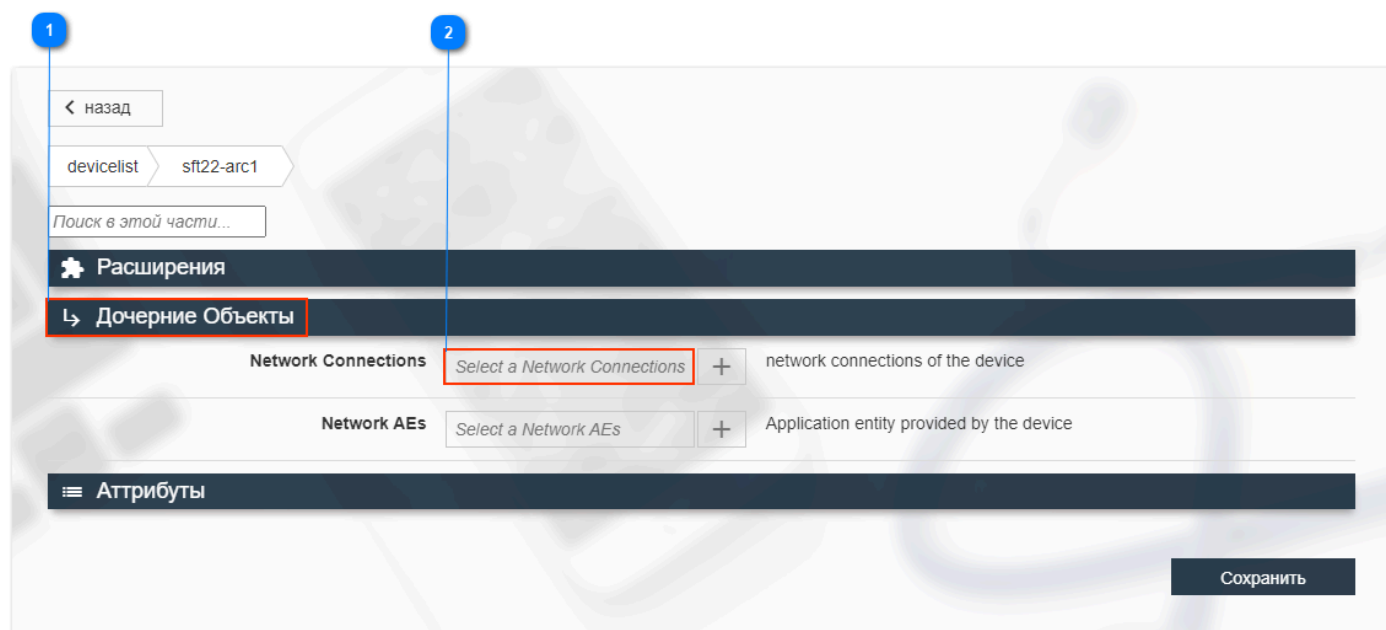 1 2
назад
devicelist sft22-arc1
Поиск в этой части...
Расширения
Дочерние Объекты
Network Connections Select a Network Connections + network connections of the device
Network AEs Select a Network AEs + Application entity provided by the device
Аттрибуты
Сохранить